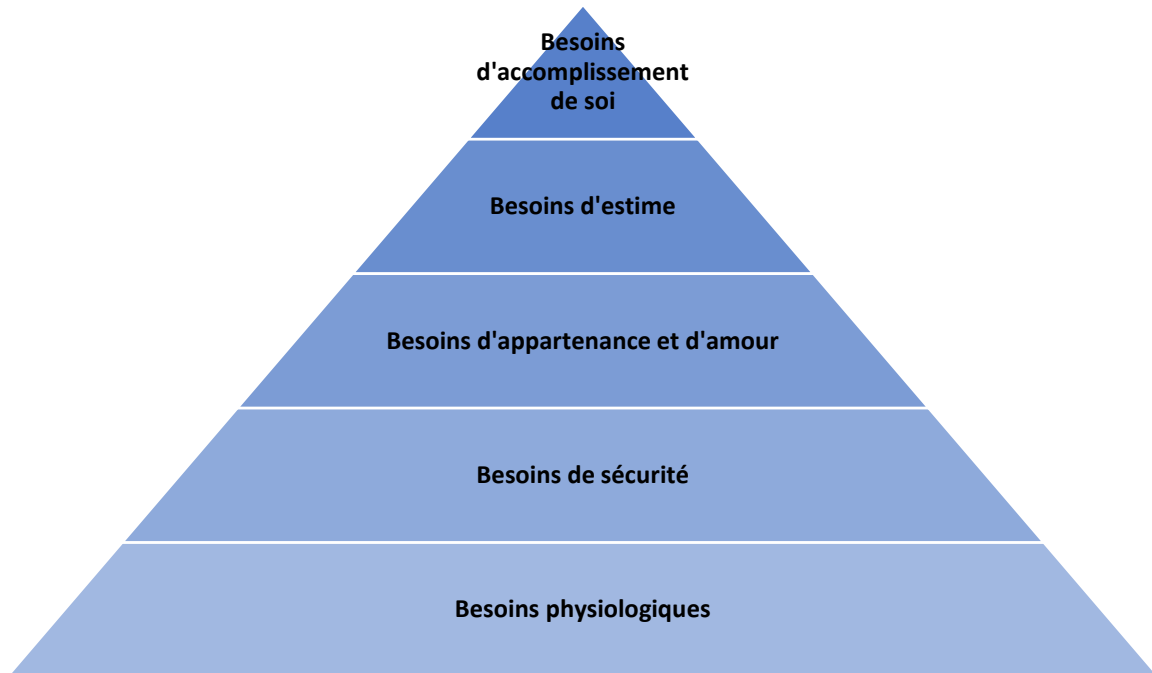 Besoins
d'accomplissement
de soi
Besoins d'estime
Besoins d'appartenance et d'amour
Besoins de sécurité
Besoins physiologiques